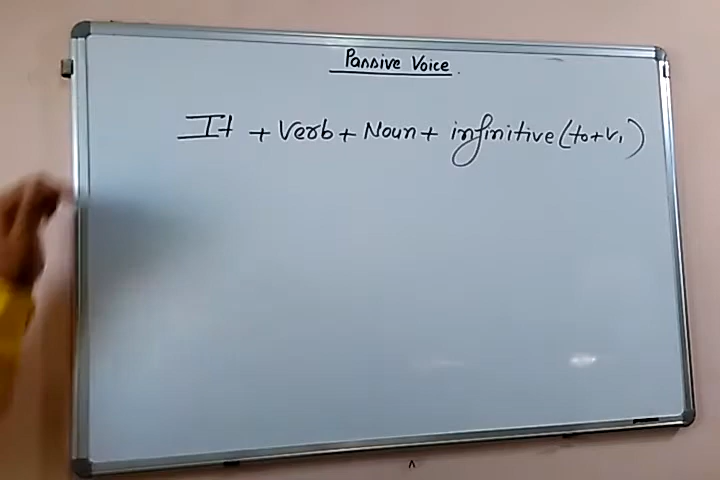 Passive Voice.
It + Verb + Noun + infinitive (to+V1)